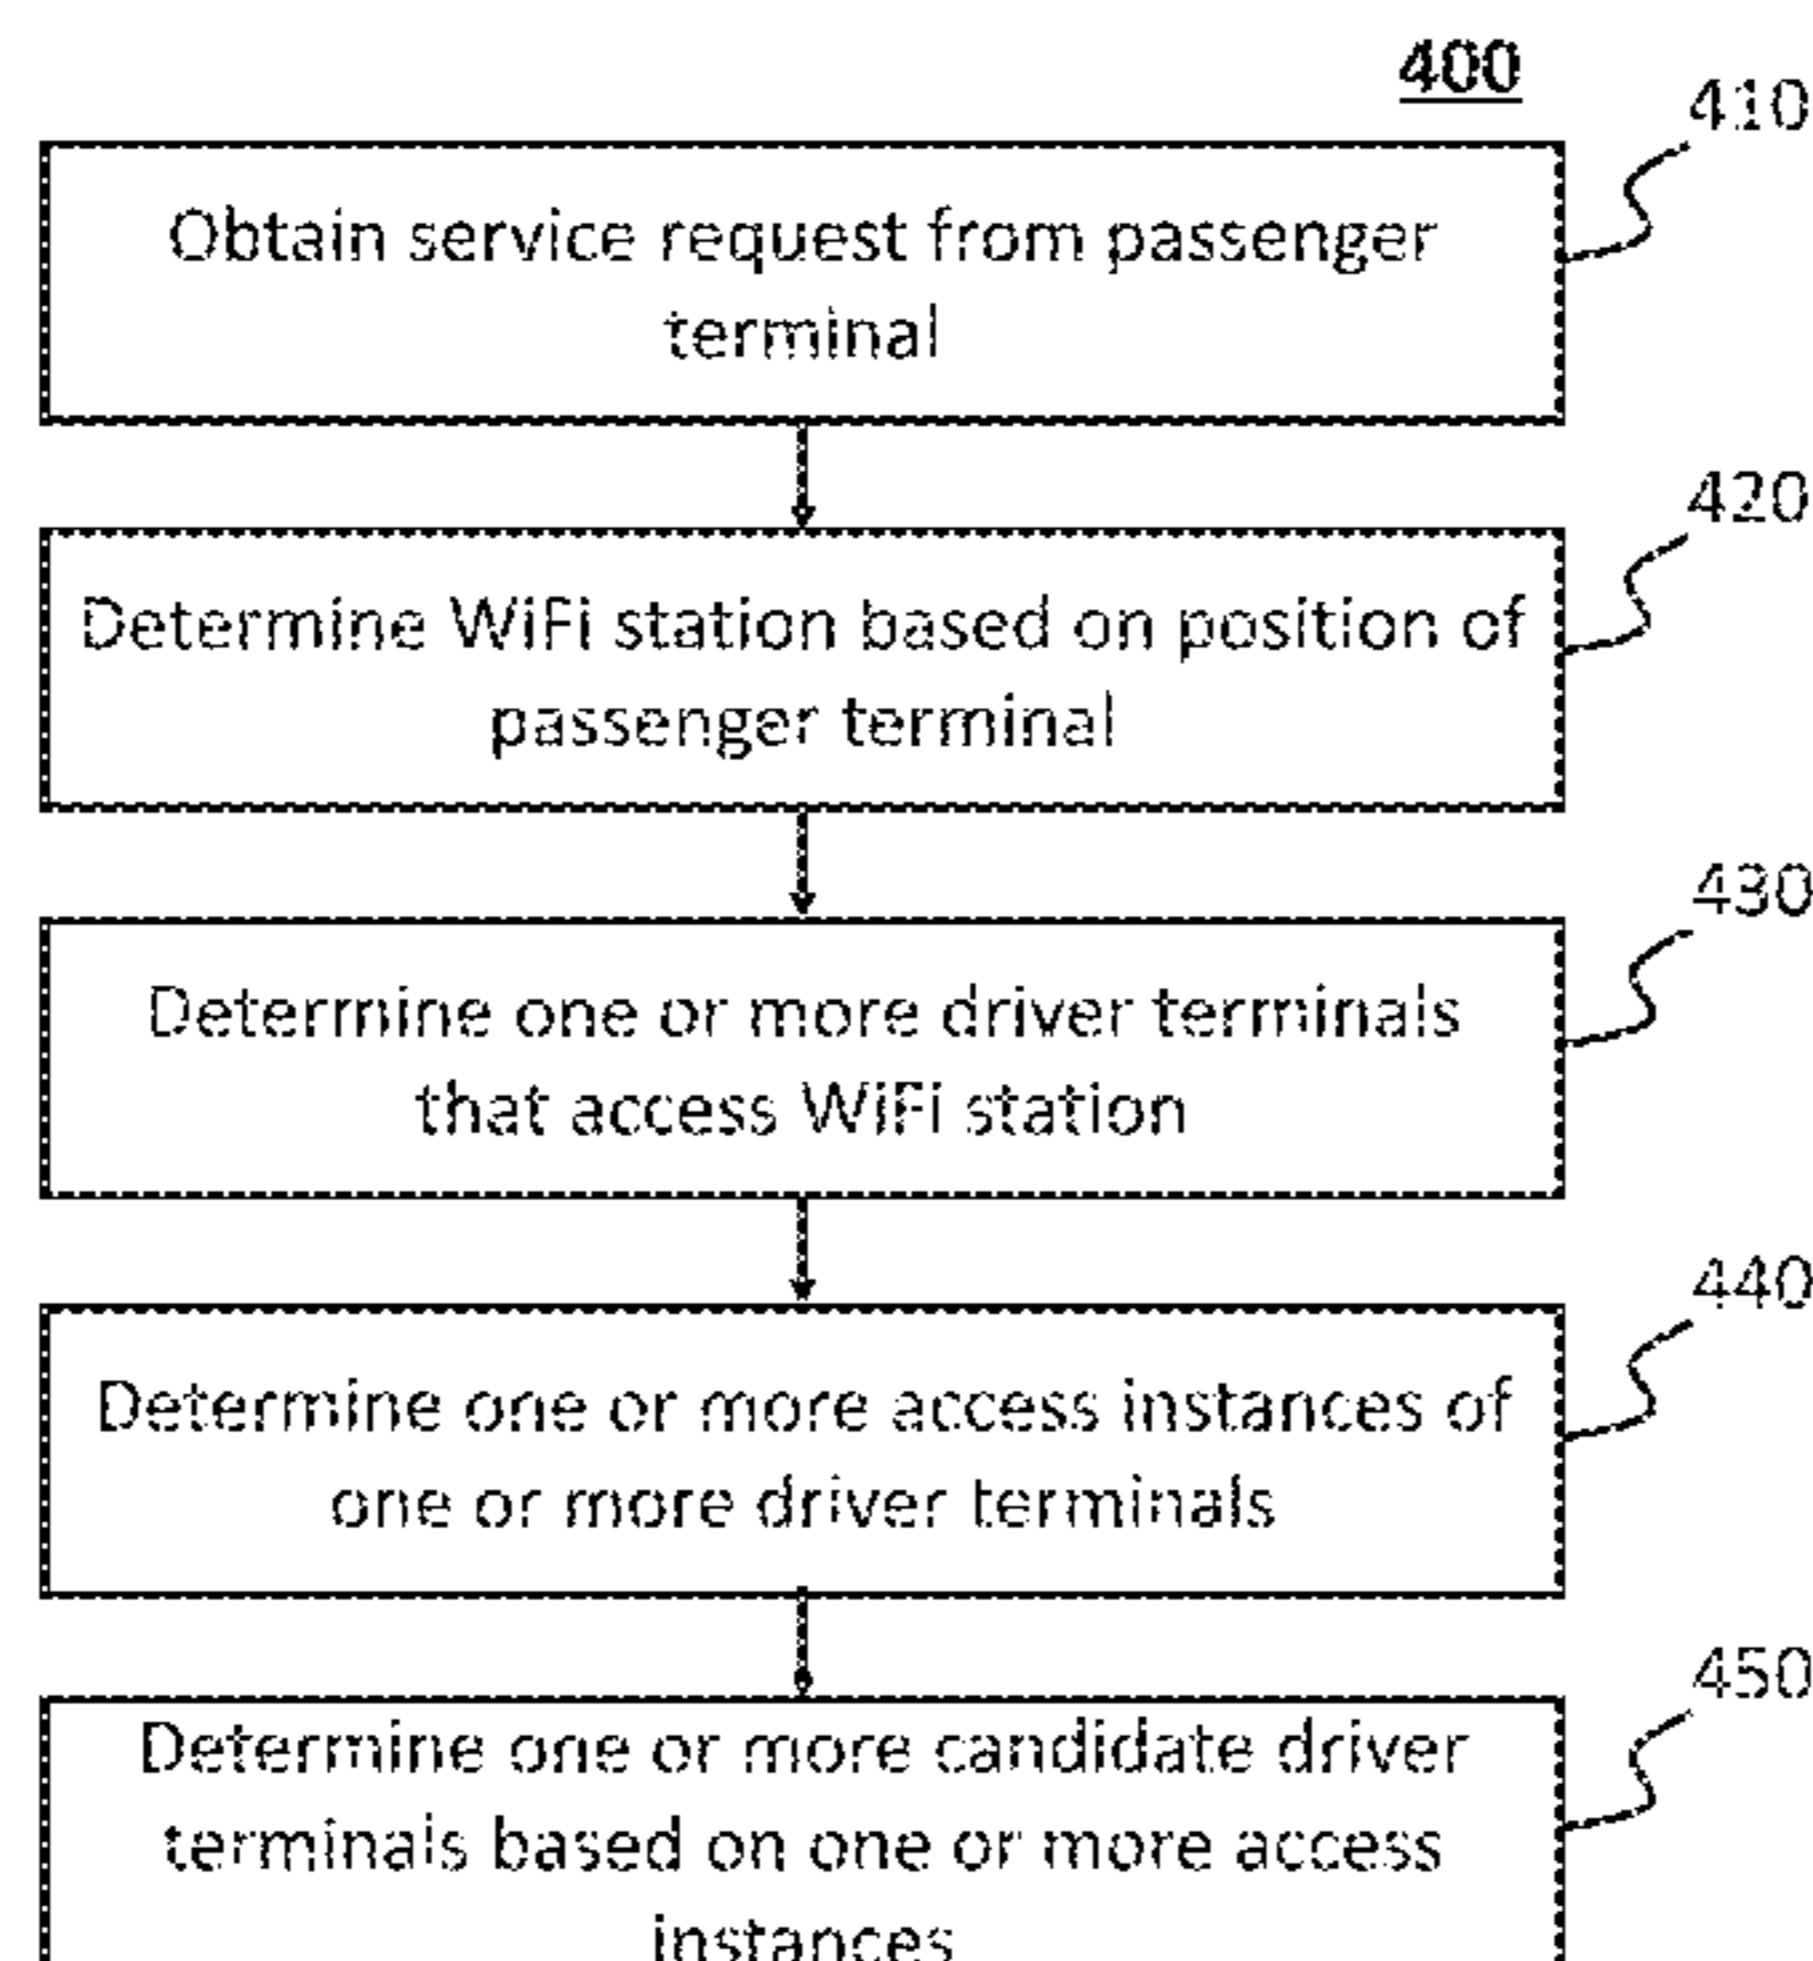 400
410
Obtain service request from passenger
terminal
420
Determine WiFi station based on position of
passenger terminal
430
Determine one or more driver terminals
that access WiFi station
440
Determine one or more access instances of
one or more driver terminals
450
Determine one or more candidate driver
terminals based on one or more access
instances